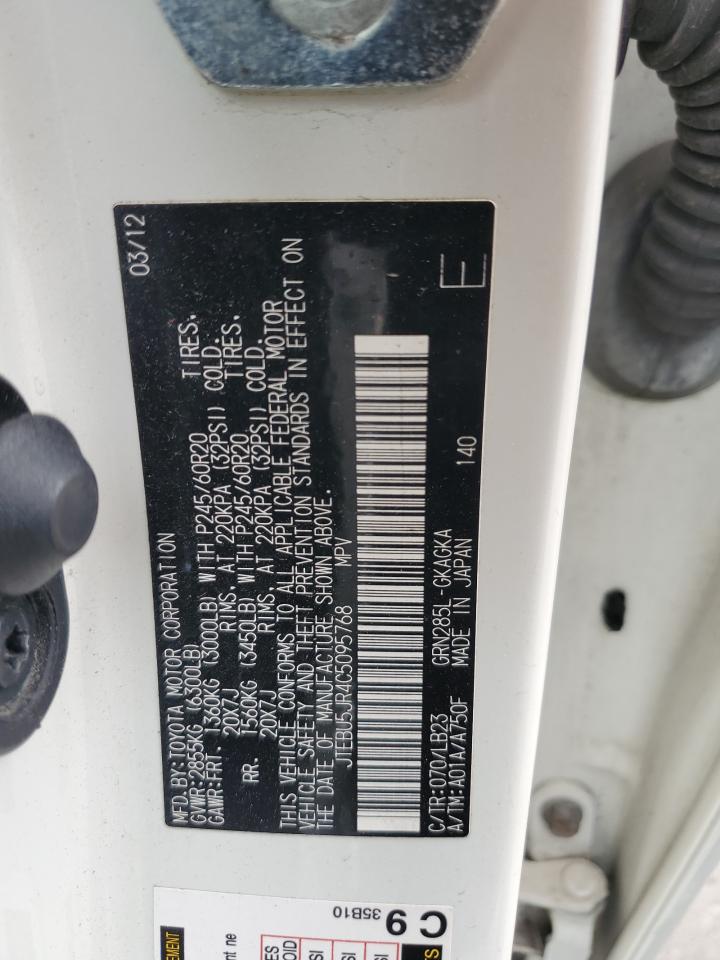 MFD.BY:TOYOTA MOTOR CORPORATION 03/12
GVWR:2855KG (6300LB)
GAWR:FRT. 1360KG (3000LB) WITH P245/60R20 TIRES.
20X7J RIMS, AT 220KPA (32PSI) COLD.
RR. 1560KG (3450LB) WITH P245/60R20 TIRES.
20X7J RIMS, AT 220KPA (32PSI) COLD.
THIS VEHICLE CONFORMS TO ALL APPLICABLE FEDERAL MOTOR
VEHICLE SAFETY AND THEFT PREVENTION STANDARDS IN EFFECT ON
THE DATE OF MANUFACTURE SHOWN ABOVE.
JTEBU5JR4C5095768 MPV
C/TR:070/LB23 GRN285L-GKAGKA
A/TM:A01A/A750F MADE IN JAPAN 140 E
C 9
35B10